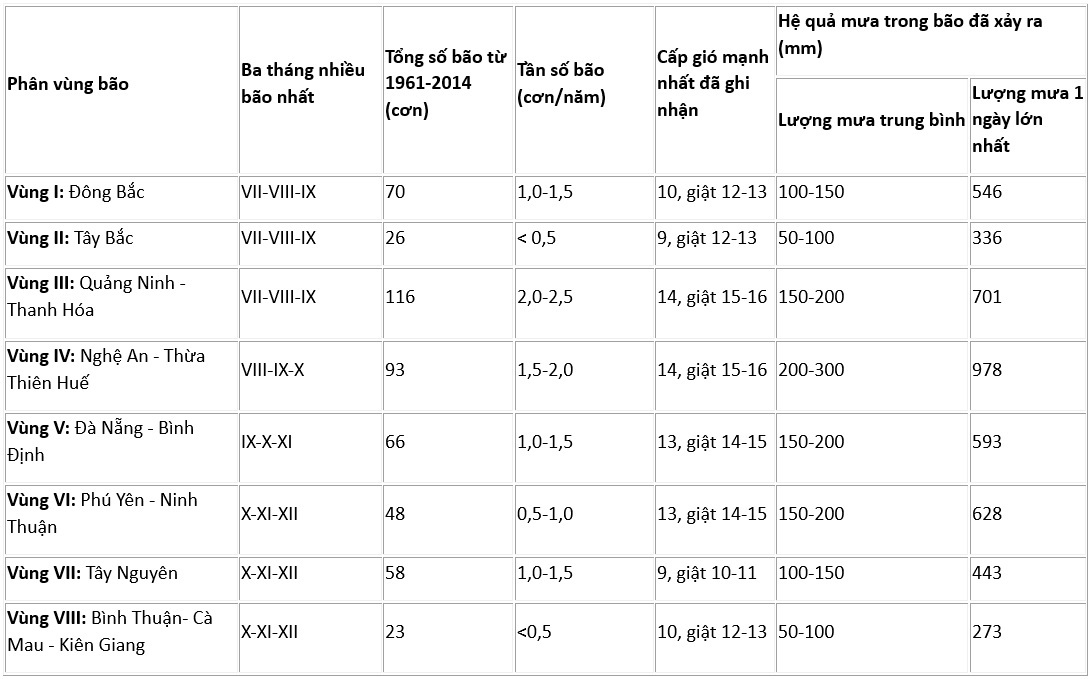 Phân vùng bão
Ba tháng nhiều
bão nhất
Tổng số bão từ
1961-2014
(cơn)
Tần số bão
(cơn/năm)
Cấp gió mạnh
nhất đã ghi
nhận
Hệ quả mưa trong bão đã xảy ra
(mm)
Lượng mưa trung bình
Lượng mưa 1
ngày lớn
nhất
Vùng I: Đông Bắc
VII-VIII-IX
70
1,0-1,5
10, giật 12-13
100-150
546
Vùng II: Tây Bắc
VII-VIII-IX
26
< 0,5
9, giật 12-13
50-100
336
Vùng III: Quảng Ninh -
Thanh Hóa
VII-VIII-IX
116
2,0-2,5
14, giật 15-16
150-200
701
Vùng IV: Nghệ An - Thừa
Thiên Huế
VIII-IX-X
93
1,5-2,0
14, giật 15-16
200-300
978
Vùng V: Đà Nẵng - Bình
Định
IX-X-XI
66
1,0-1,5
13, giật 14-15
150-200
593
Vùng VI: Phú Yên - Ninh
Thuận
X-XI-XII
48
0,5-1,0
13, giật 14-15
150-200
628
Vùng VII: Tây Nguyên
X-XI-XII
58
1,0-1,5
9, giật 10-11
100-150
443
Vùng VIII: Bình Thuận- Cà
Mau - Kiên Giang
X-XI-XII
23
<0,5
10, giật 12-13
50-100
273